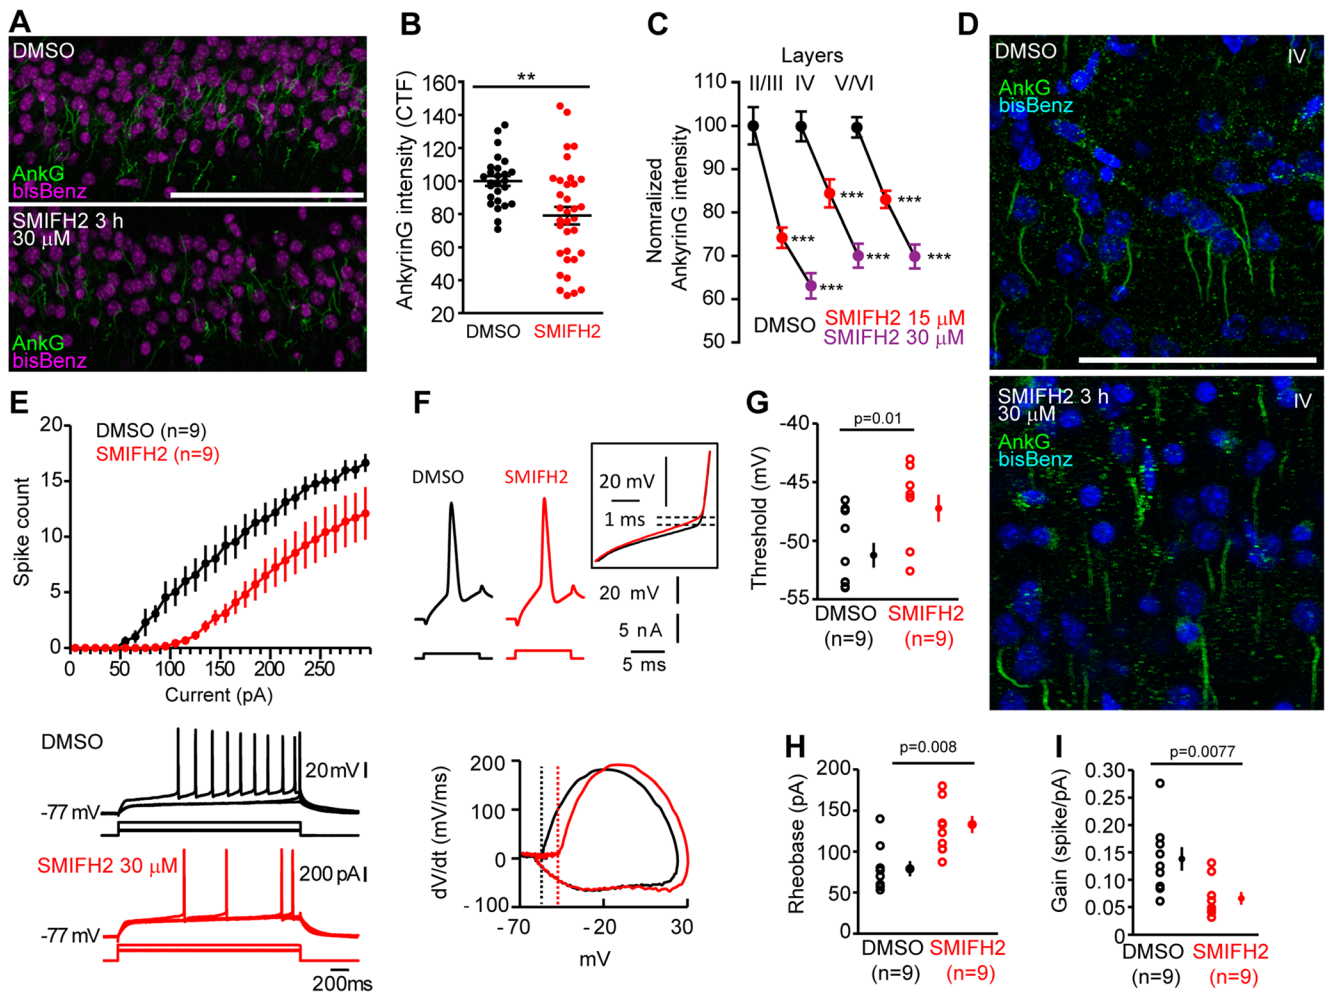 A
DMSO
AnkG
bisBenz
SMIFH2 3 h
30 μM
AnkG
bisBenz
B
**
AnkyrinG intensity (CTF)
160
140
120
100
80
60
40
20
DMSO
SMIFH2
C
Layers
II/III IV V/VI
Nomralized
AnkyrinG intensity
110
100
90
80
70
60
50
***
***
***
***
***
***
DMSO
SMIFH2 15 μM
SMIFH2 30 μM
D
DMSO
IV
AnkG
bisBenz
SMIFH2 3 h
30 μM
IV
AnkG
bisBenz
E
DMSO (n=9)
SMIFH2 (n=9)
Spike count
20
15
10
5
0
0 50 100 150 200 250
Current (pA)
DMSO
20mV
-77 mV
SMIFH2 30 μM
200 pA
-77 mV
200ms
F
DMSO
SMIFH2
20 mV
1 ms
20 mV
5 nA
5 ms
dV/dt (mV/ms)
200
100
0
- 100
- 70
- 20
30
mV
G
p=0.01
Threshold (mV)
-40
-45
-50
-55
DMSO
(n=9)
SMIFH2
(n=9)
H
p=0.008
Rheobase (pA)
200
150
100
50
0
DMSO
(n=9)
SMIFH2
(n=9)
I
p=0.0077
Gain (spike/pA)
0.30
0.25
0.20
0.15
0.10
0.05
0.00
DMSO
(n=9)
SMIFH2
(n=9)